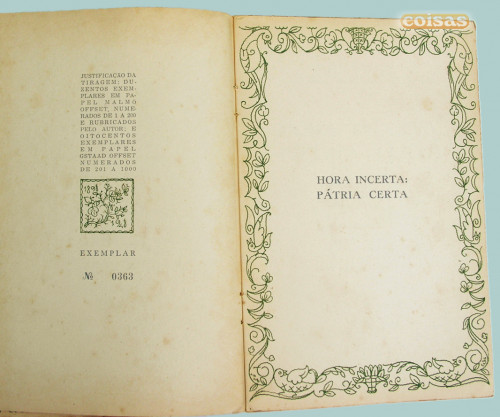 JUSTIFICAÇÃO DA
TIRAGEM: DU-
SENTOS EXEM-
PLARES EM PA-
PEL MALMO
OFFSET, NUME-
RADOS DE 1 A 200
E RUBRICADOS
PELO AUTOR; E
OITOCENTOS
EXEMPLARES
EM PAPEL
GSTAAD OFFSET
NUMERADOS
DE 201 A 1000
EXEMPLAR
№ 0363
coisas
HORA INCERTA:
PÁTRIA CERTA